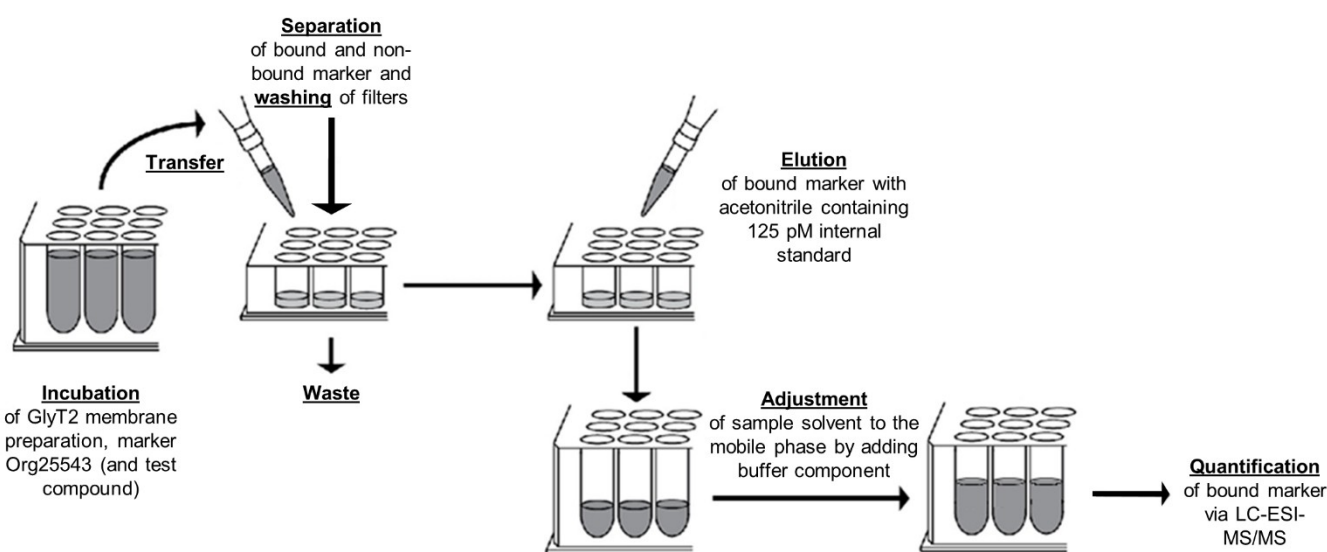 Separation
of bound and non-
bound marker and
washing of filters
Transfer
Elution
of bound marker with
acetonitrile containing
125 pM internal
standard
Incubation
of GlyT2 membrane
preparation, marker
Org25543 (and test
compound)
Waste
Adjustment
of sample solvent to the
mobile phase by adding
buffer component
Quantification
of bound marker
via LC-ESI-
MS/MS